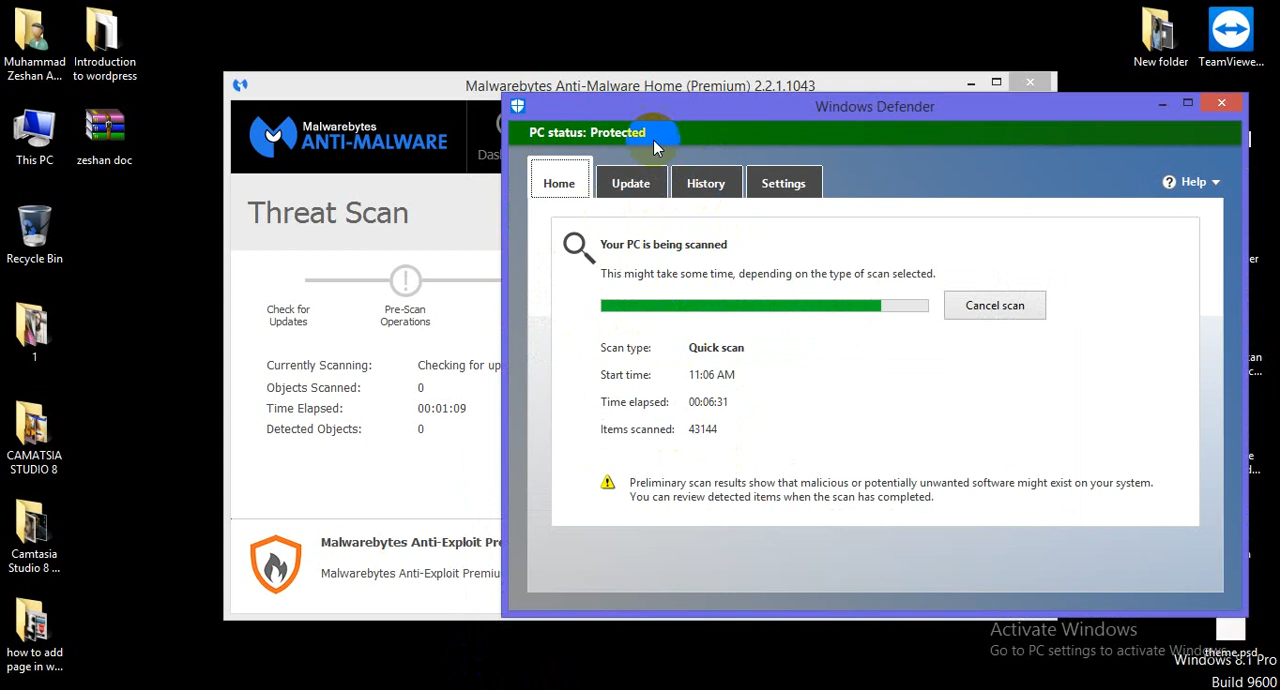 Muhammad
Zeshan A...
Introduction
to wordpress
This PC
zeshan doc
Recycle Bin
1
CAMATSIA
STUDIO 8
Camtasia
Studio 8 ...
how to add
page in w...
New folder
TeamViewe...
Malwarebytes Anti-Malware Home (Premium) 2.2.1.1043
Malwarebytes
ANTI-MALWARE
Das
Threat Scan
Check for
Updates
Pre-Scan
Operations
Currently Scanning: Checking for up
Objects Scanned: 0
Time Elapsed: 00:01:09
Detected Objects: 0
Malwarebytes Anti-Exploit Pre
Malwarebytes Anti-Exploit Premiu
Windows Defender
PC status: Protected
Home
Update
History
Settings
? Help
Your PC is being scanned
This might take some time, depending on the type of scan selected.
Cancel scan
Scan type: Quick scan
Start time: 11:06 AM
Time elapsed: 00:06:31
Items scanned: 43144
Preliminary scan results show that malicious or potentially unwanted software might exist on your system.
You can review detected items when the scan has completed.
Activate Windows
Go to PC settings to activate Windows.
theme.psd
Windows 8.1 Pro
Build 9600